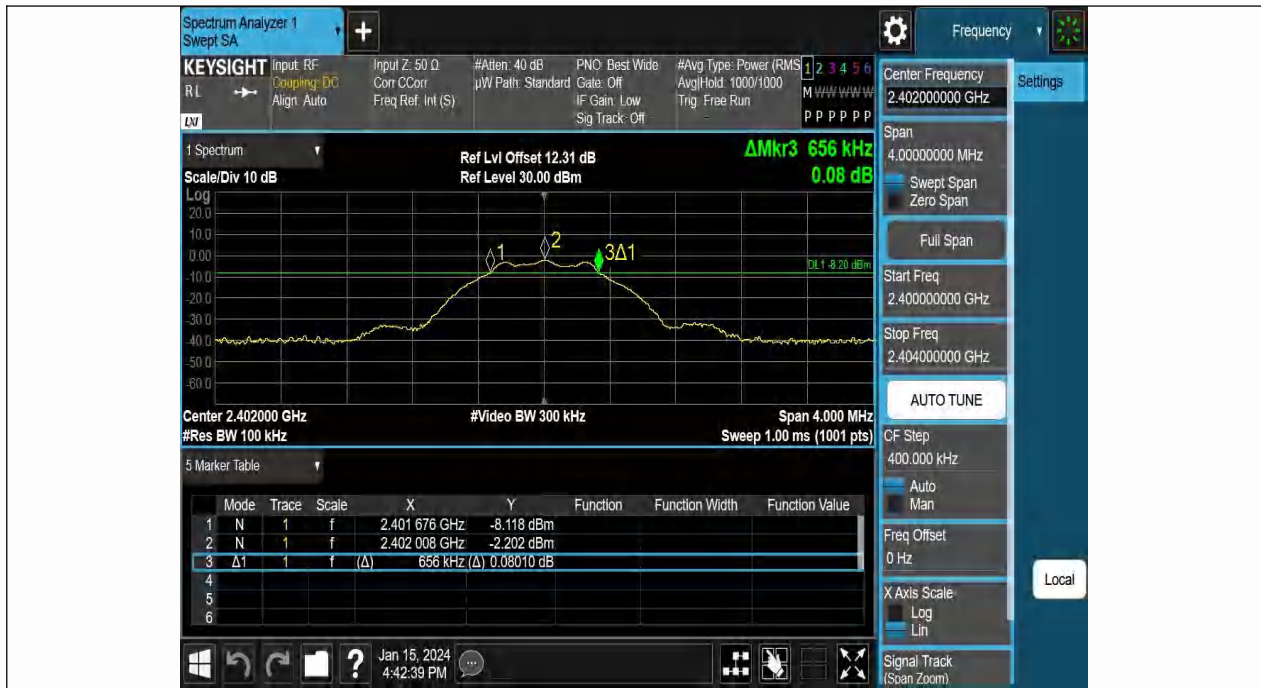 Spectrum Analyzer 1
Swept SA
Frequency
KEYSIGHT
RL
LXI
Input: RF
Coupling: DC
Align: Auto
Input Z: 50 Ω
Corr CCorr
Freq Ref: Int (S)
#Atten: 40 dB
µW Path: Standard
PNO: Best Wide
Gate: Off
IF Gain: Low
Sig Track: Off
#Avg Type: Power (RMS
Avg|Hold: 1000/1000
Trig: Free Run
1 2 3 4 5 6
M W W W W W
P P P P P P
1 Spectrum
Scale/Div 10 dB
Log
Ref Lvl Offset 12.31 dB
Ref Level 30.00 dBm
ΔMkr3 656 kHz
0.08 dB
20.0
10.0
0.00
-10.0
-20.0
-30.0
-40.0
-50.0
-60.0
1
2
3Δ1
DL1 -8.20 dBm
Center 2.402000 GHz
#Res BW 100 kHz
#Video BW 300 kHz
Span 4.000 MHz
Sweep 1.00 ms (1001 pts)
5 Marker Table
Mode Trace Scale X Y Function Function Width Function Value
1 N 1 f 2.401 676 GHz -8.118 dBm
2 N 1 f 2.402 008 GHz -2.202 dBm
3 Δ1 1 f (Δ) 656 kHz (Δ) 0.08010 dB
4
5
6
?
Jan 15, 2024
4:42:39 PM
Center Frequency
2.402000000 GHz
Settings
Span
4.00000000 MHz
Swept Span
Zero Span
Full Span
Start Freq
2.400000000 GHz
Stop Freq
2.404000000 GHz
AUTO TUNE
CF Step
400.000 kHz
Auto
Man
Freq Offset
0 Hz
X Axis Scale
Log
Lin
Signal Track
(Span Zoom)
Local